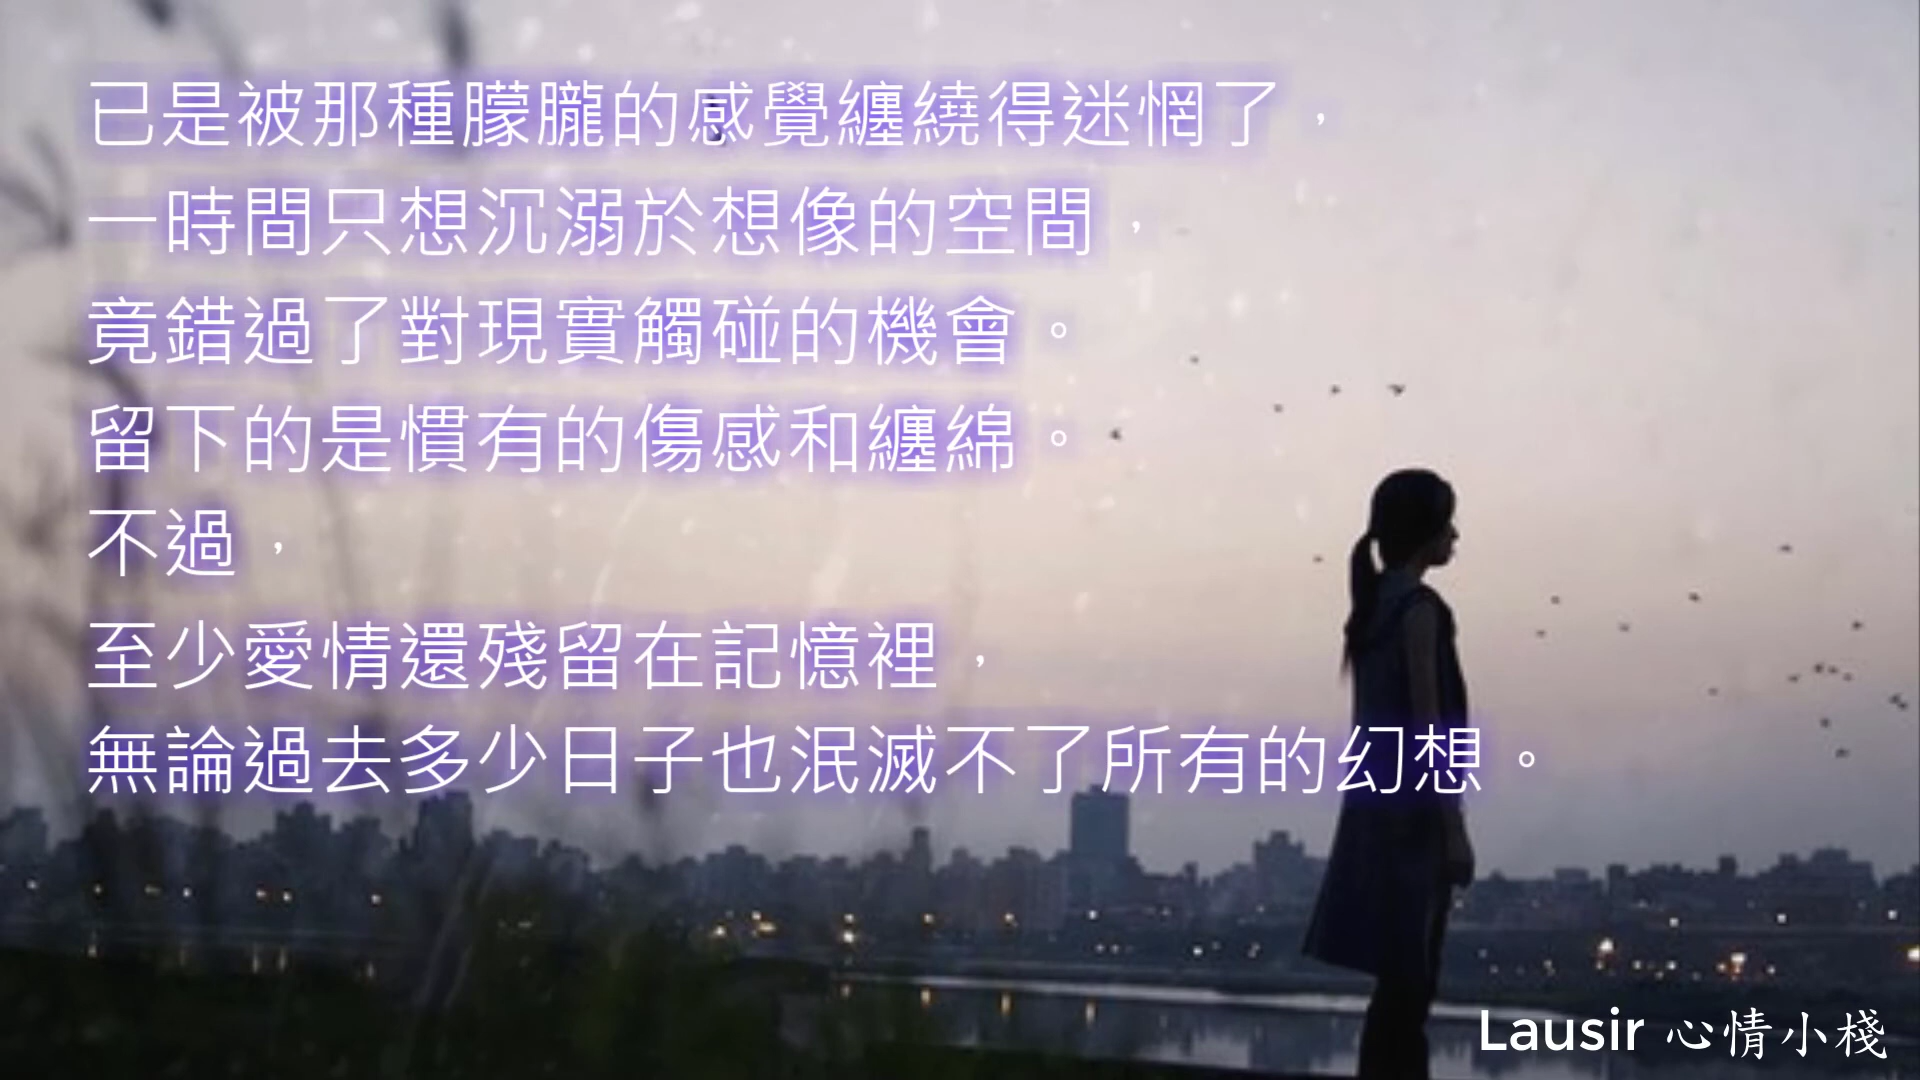 已是被那種朦朧的感覺纏繞得迷惘了，
一時間只想沉溺於想像的空間，
竟錯過了對現實觸碰的機會。
留下的是慣有的傷感和纏綿。
不過，
至少愛情還殘留在記憶裡，
無論過去多少日子也泯滅不了所有的幻想。
Lausir 心情小棧